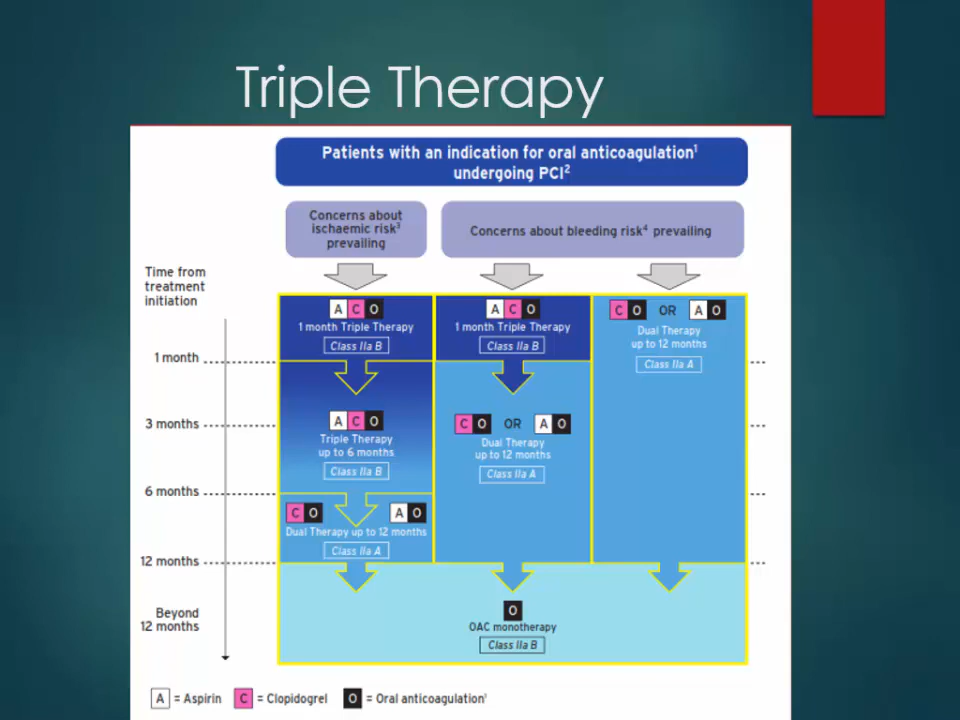 Triple Therapy
Patients with an indication for oral anticoagulation¹
undergoing PCI²
Concerns about
ischaemic risk³
prevailing
Concerns about bleeding risk⁴ prevailing
Time from
treatment
initiation
A C O
1 month Triple Therapy
Class IIa B
A C O
1 month Triple Therapy
Class IIa B
C O OR A O
Dual Therapy
up to 12 months
Class IIa A
1 month
A C O
Triple Therapy
up to 6 months
Class IIa B
3 months
C O OR A O
Dual Therapy
up to 12 months
Class IIa A
6 months
C O A O
Dual Therapy up to 12 months
Class IIa A
12 months
Beyond
12 months
O
OAC monotherapy
Class IIa B
A = Aspirin C = Clopidogrel O = Oral anticoagulation¹